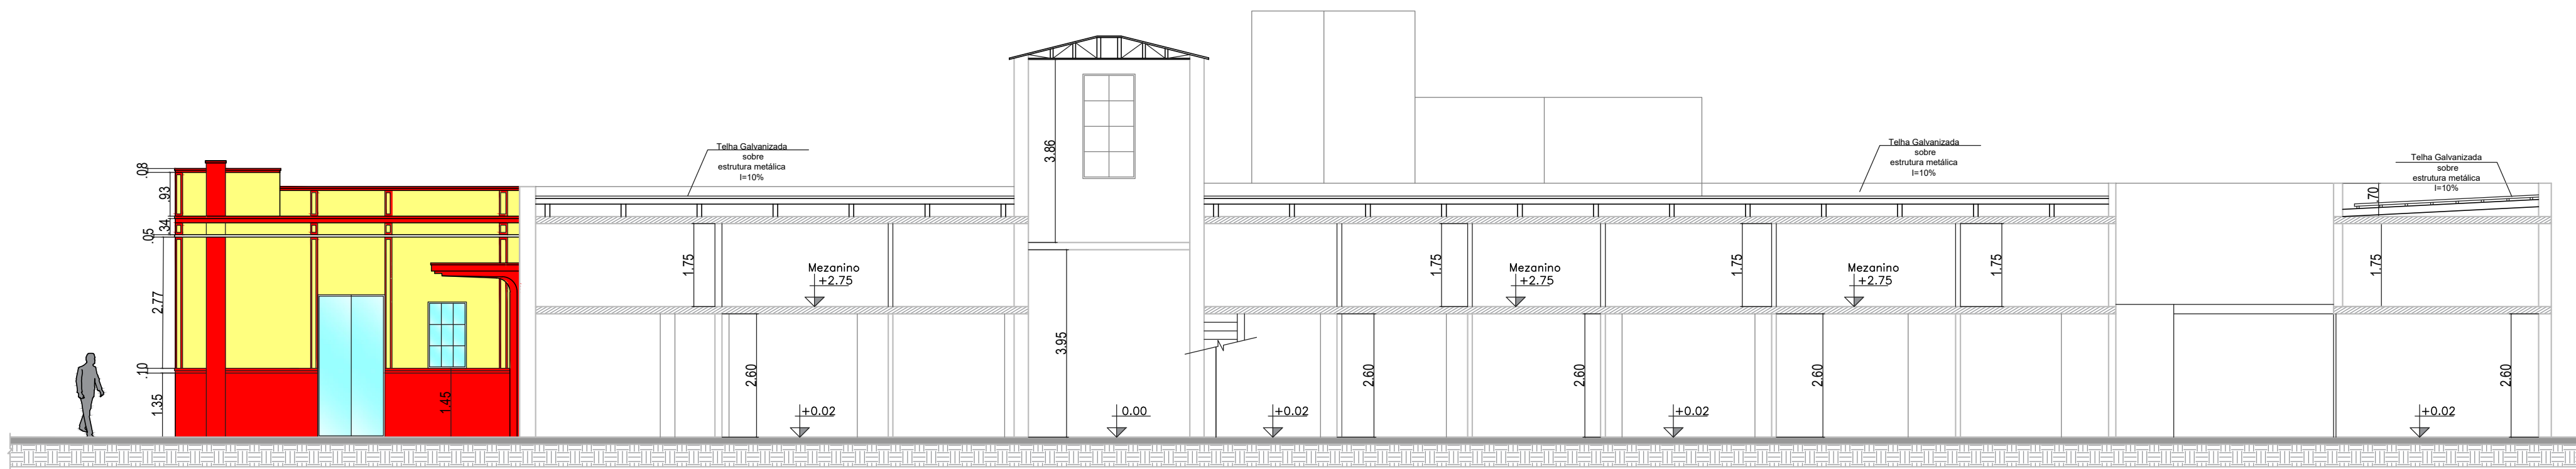 Telha Galvanizada
sobre
estrutura metálica
I=10%
Telha Galvanizada
sobre
estrutura metálica
I=10%
Telha Galvanizada
sobre
estrutura metálica
I=10%
.08
.93
.34
.05
2.77
.10
1.35
1.45
3.86
3.95
.70
1.75
Mezanino
+2.75
1.75
Mezanino
+2.75
1.75
Mezanino
+2.75
1.75
1.75
2.60
+0.02
0.00
+0.02
2.60
2.60
+0.02
2.60
+0.02
2.60